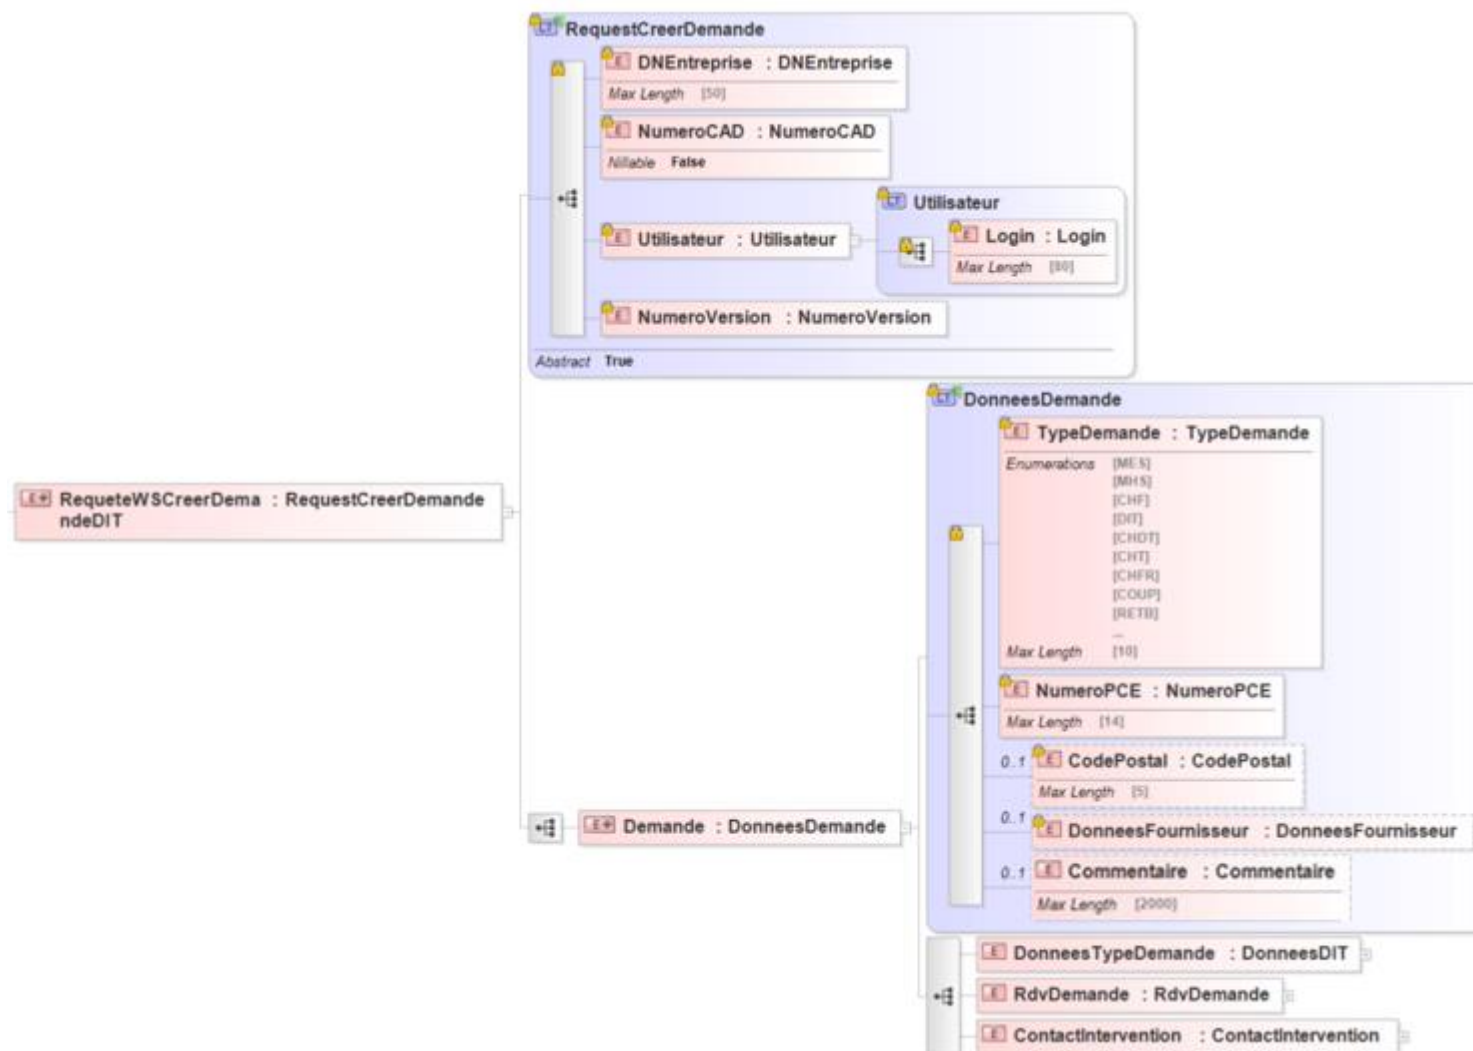 RequestCreerDemande
DNEntreprise : DNEntreprise
Max Length [50]
NumeroCAD : NumeroCAD
Nillable False
Utilisateur
Utilisateur : Utilisateur
Login : Login
Max Length [80]
NumeroVersion : NumeroVersion
Abstract True
DonneesDemande
TypeDemande : TypeDemande
Enumerations [MES]
[MHS]
[CHF]
[DIT]
[CHDT]
[CHT]
[CHFR]
[COUP]
[RETB]
...
Max Length [10]
RequeteWSCreerDema : RequestCreerDemande
ndeDIT
NumeroPCE : NumeroPCE
Max Length [14]
0..1 CodePostal : CodePostal
Max Length [5]
Demande : DonneesDemande
0..1 DonneesFournisseur : DonneesFournisseur
0..1 Commentaire : Commentaire
Max Length [2000]
DonneesTypeDemande : DonneesDIT
RdvDemande : RdvDemande
ContactIntervention : ContactIntervention